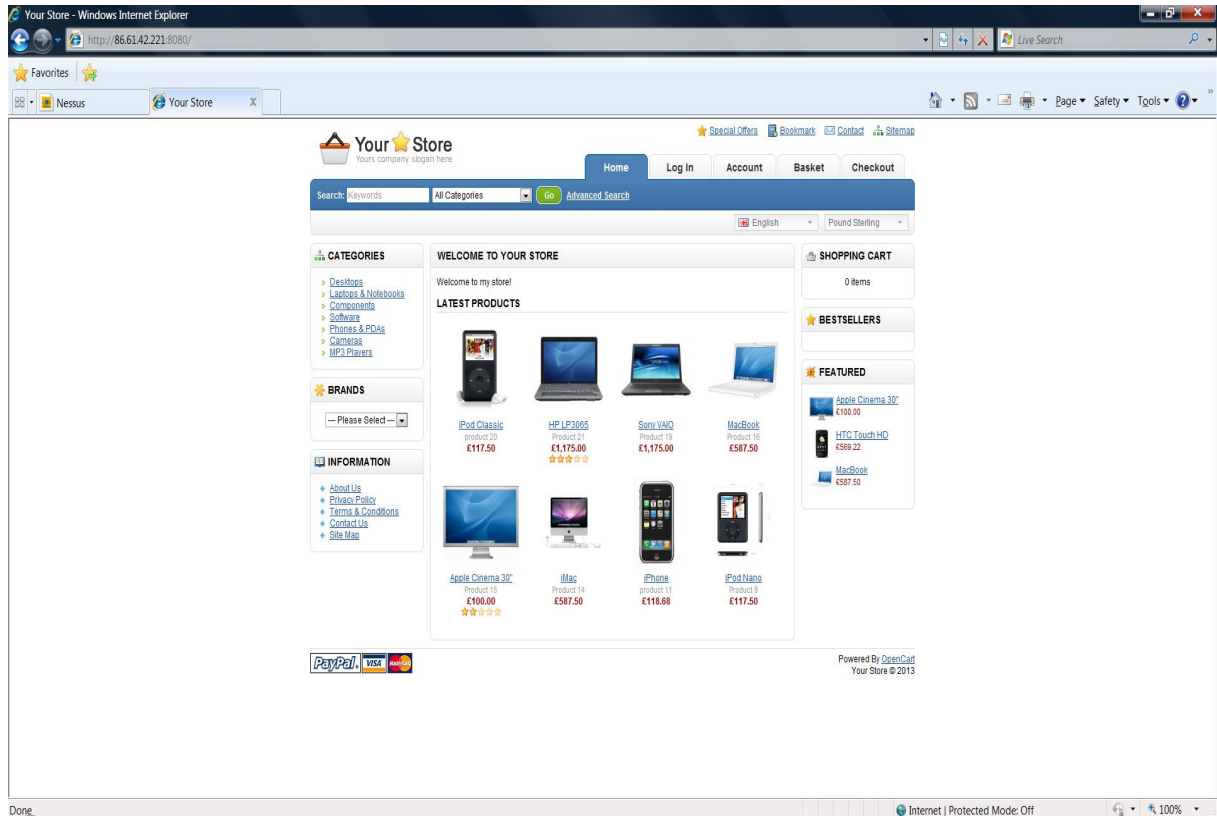 Your Store - Windows Internet Explorer
http://86.61.42.221:8080/
Live Search
Favorites
Nessus
Your Store X
Page Safety Tools
Special Offers Bookmark Contact Sitemap
Your Store
Yours company slogan here
Home Log In Account Basket Checkout
Search: Keywords All Categories Go Advanced Search
English Pound Sterling
CATEGORIES
Desktops
Laptops & Notebooks
Components
Software
Phones & PDAs
Cameras
MP3 Players
BRANDS
--- Please Select ---
INFORMATION
About Us
Privacy Policy
Terms & Conditions
Contact Us
Site Map
WELCOME TO YOUR STORE
Welcome to my store!
LATEST PRODUCTS
iPod Classic
product 20
£117.50
HP LP3065
Product 21
£1,175.00
Sony VAIO
Product 19
£1,175.00
MacBook
Product 16
£587.50
Apple Cinema 30"
Product 15
£100.00
iMac
Product 14
£587.50
iPhone
product 11
£118.68
iPod Nano
Product 9
£117.50
SHOPPING CART
0 items
BESTSELLERS
FEATURED
Apple Cinema 30"
£100.00
HTC Touch HD
£569.22
MacBook
£587.50
PayPal VISA MasterCard
Powered By OpenCart
Your Store © 2013
Done
Internet | Protected Mode: Off
100%